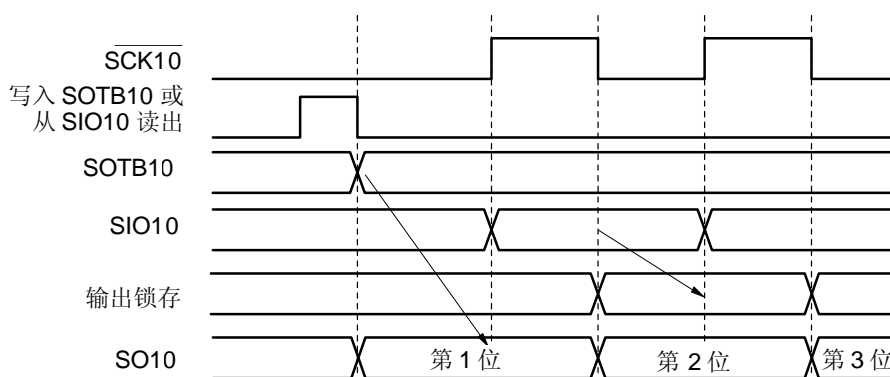 SCK10
写入 SOTB10 或
从 SIO10 读出
SOTB10
SIO10
输出锁存
SO10
第 1 位
第 2 位
第 3 位